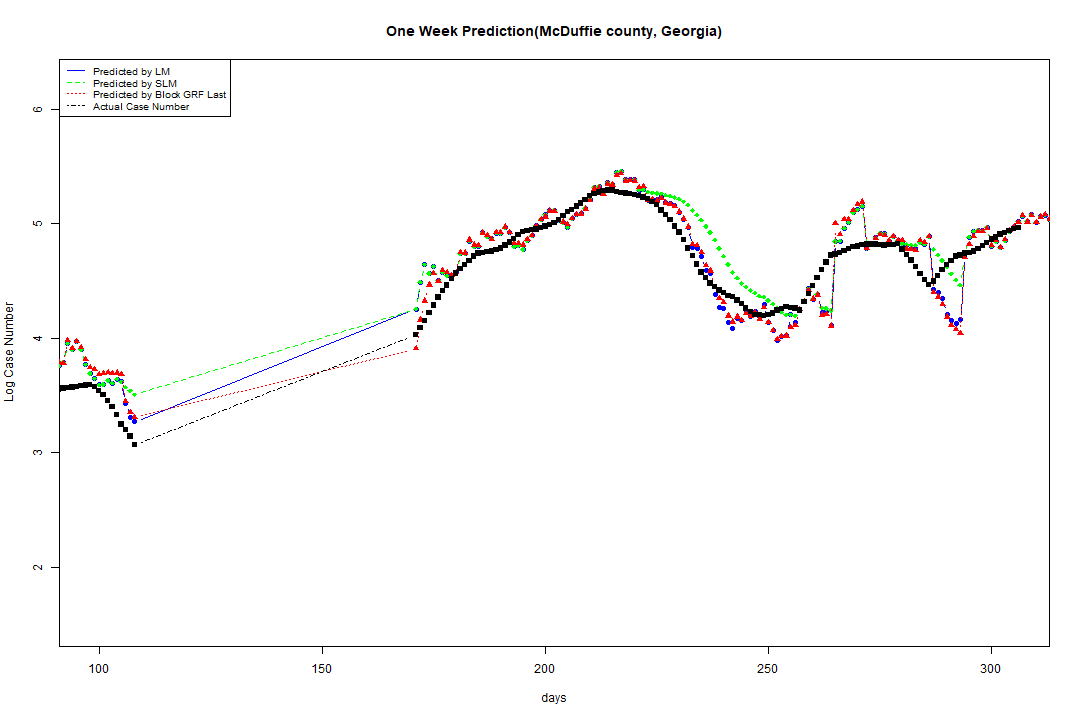 One Week Prediction(McDuffie county, Georgia)
Predicted by LM
Predicted by SLM
Predicted by Block GRF Last
Actual Case Number
Log Case Number
6
5
4
3
2
100 150 200 250 300
days